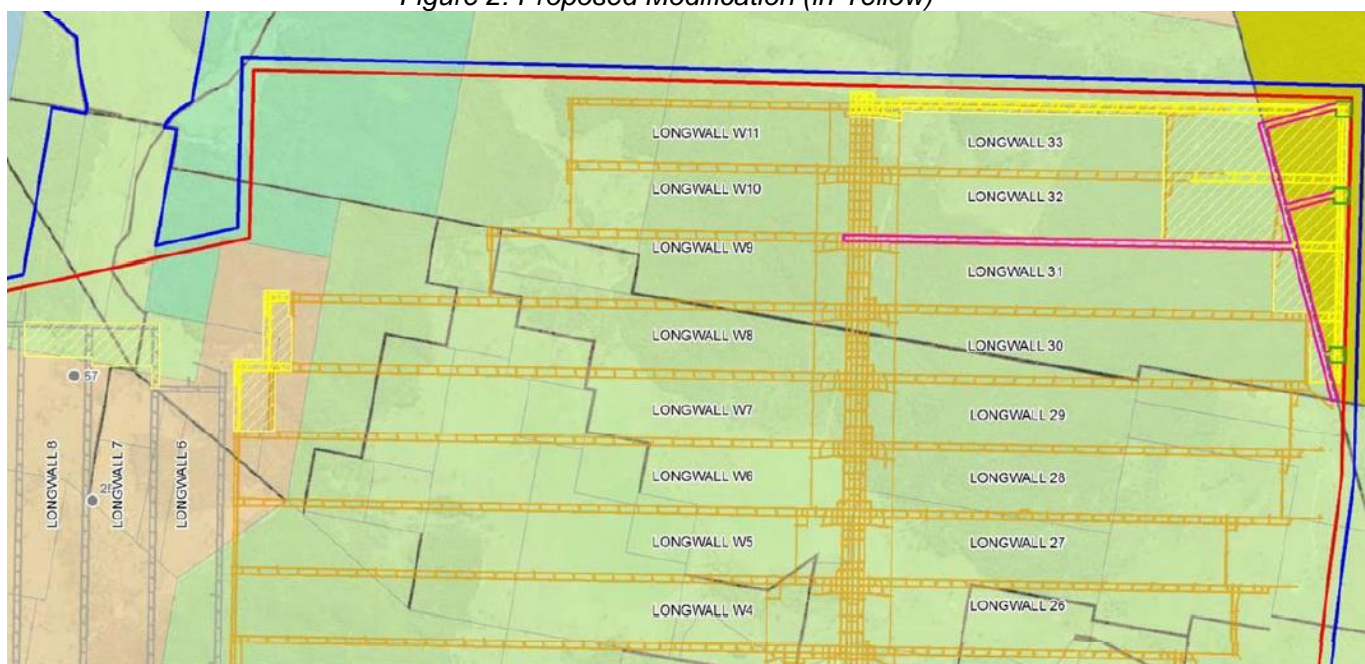 Figure 2: Proposed Modification (in Yellow)
LONGWALL W11
LONGWALL 33
LONGWALL W10
LONGWALL 32
LONGWALL W9
LONGWALL 31
LONGWALL W8
LONGWALL 30
57
LONGWALL W7
LONGWALL 29
LONGWALL 8
LONGWALL 7
LONGWALL 6
LONGWALL W6
LONGWALL 28
LONGWALL W5
LONGWALL 27
LONGWALL W4
LONGWALL 26